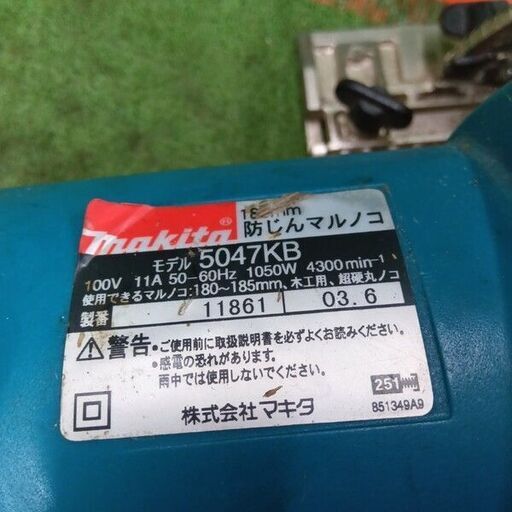 makita®
防じんマルノコ
モデル 5047KB
100V 11A 50-60Hz 1050W 4300min⁻¹
使用できるマルノコ:180~185mm、木工用、超硬丸ノコ
製番 11861 03.6
警告 ●ご使用前に取扱説明書を必ずよくお読みください。
●感電の恐れがあります。
雨中では使用しないでください。
株式会社マキタ
251
851349A9